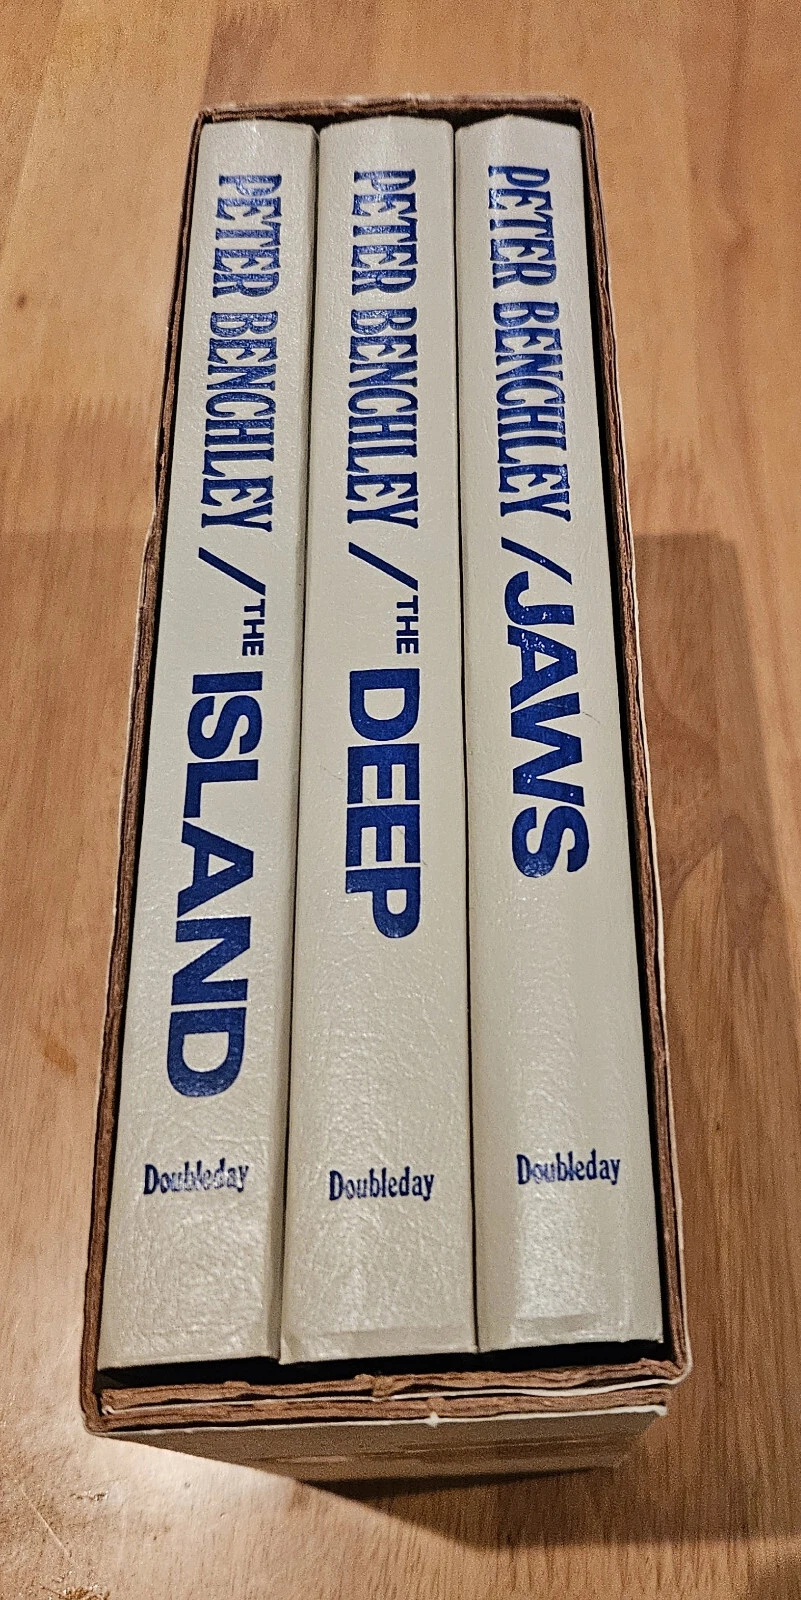 PETER BENCHLEY / THE ISLAND
Doubleday
PETER BENCHLEY / THE DEEP
Doubleday
PETER BENCHLEY / JAWS
Doubleday